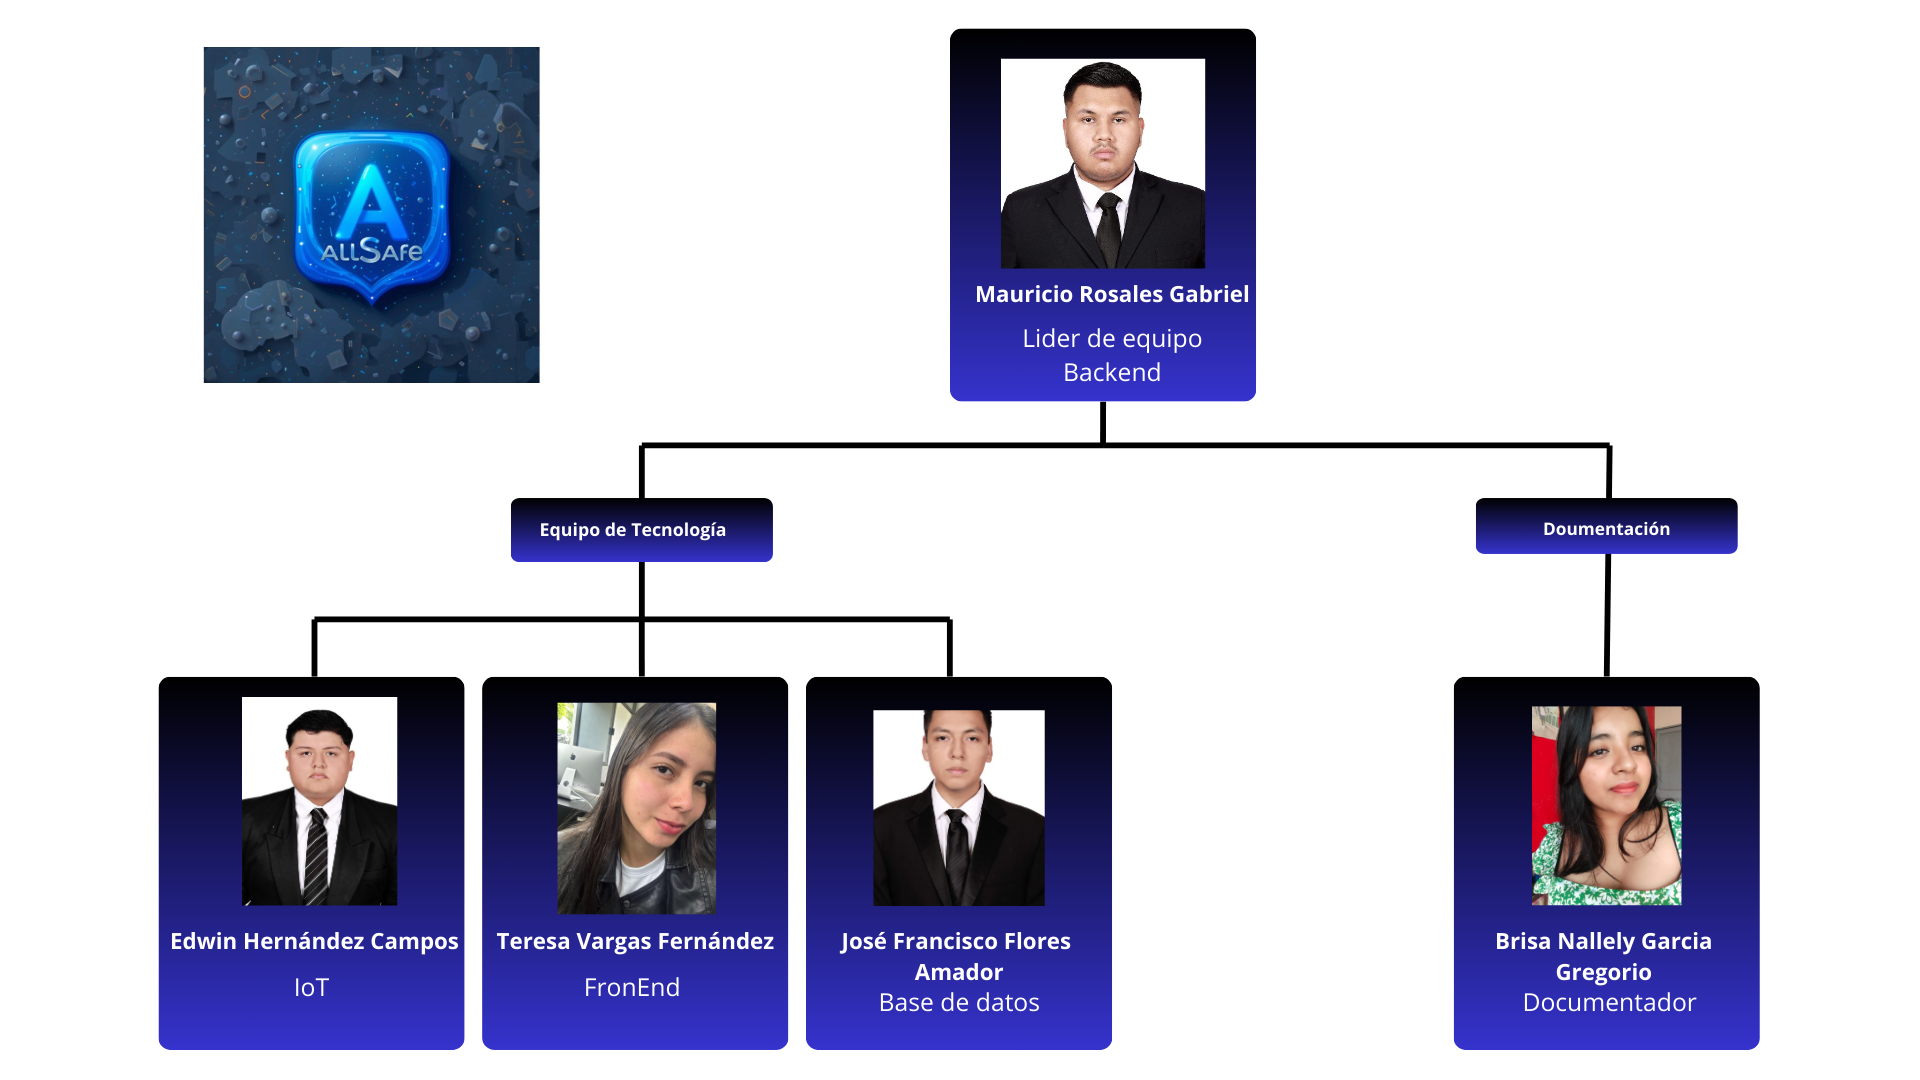 A
ALLSAFe
Mauricio Rosales Gabriel
Lider de equipo
Backend
Equipo de Tecnología
Doumentación
Edwin Hernández Campos
IoT
Teresa Vargas Fernández
FronEnd
José Francisco Flores
Amador
Base de datos
Brisa Nallely Garcia
Gregorio
Documentador